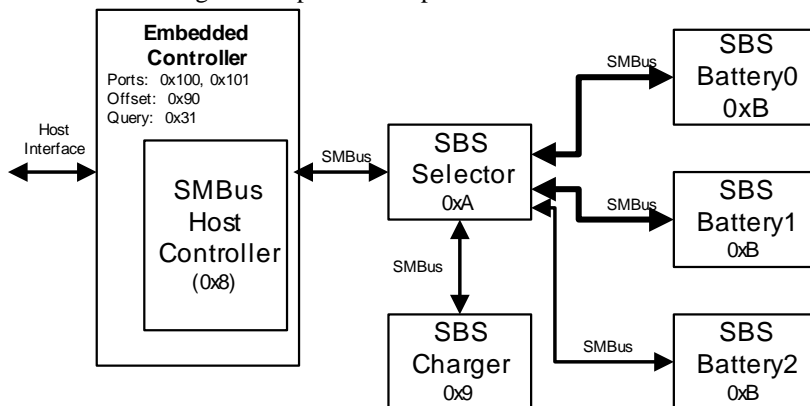 Embedded
Controller
Ports: 0x100, 0x101
Offset: 0x90
Query: 0x31
Host
Interface
SMBus
Host
Controller
(0x8)
SMBus
SBS
Selector
0xA
SMBus
SBS
Charger
0x9
SMBus
SBS
Battery0
0xB
SMBus
SBS
Battery1
0xB
SMBus
SBS
Battery2
0xB